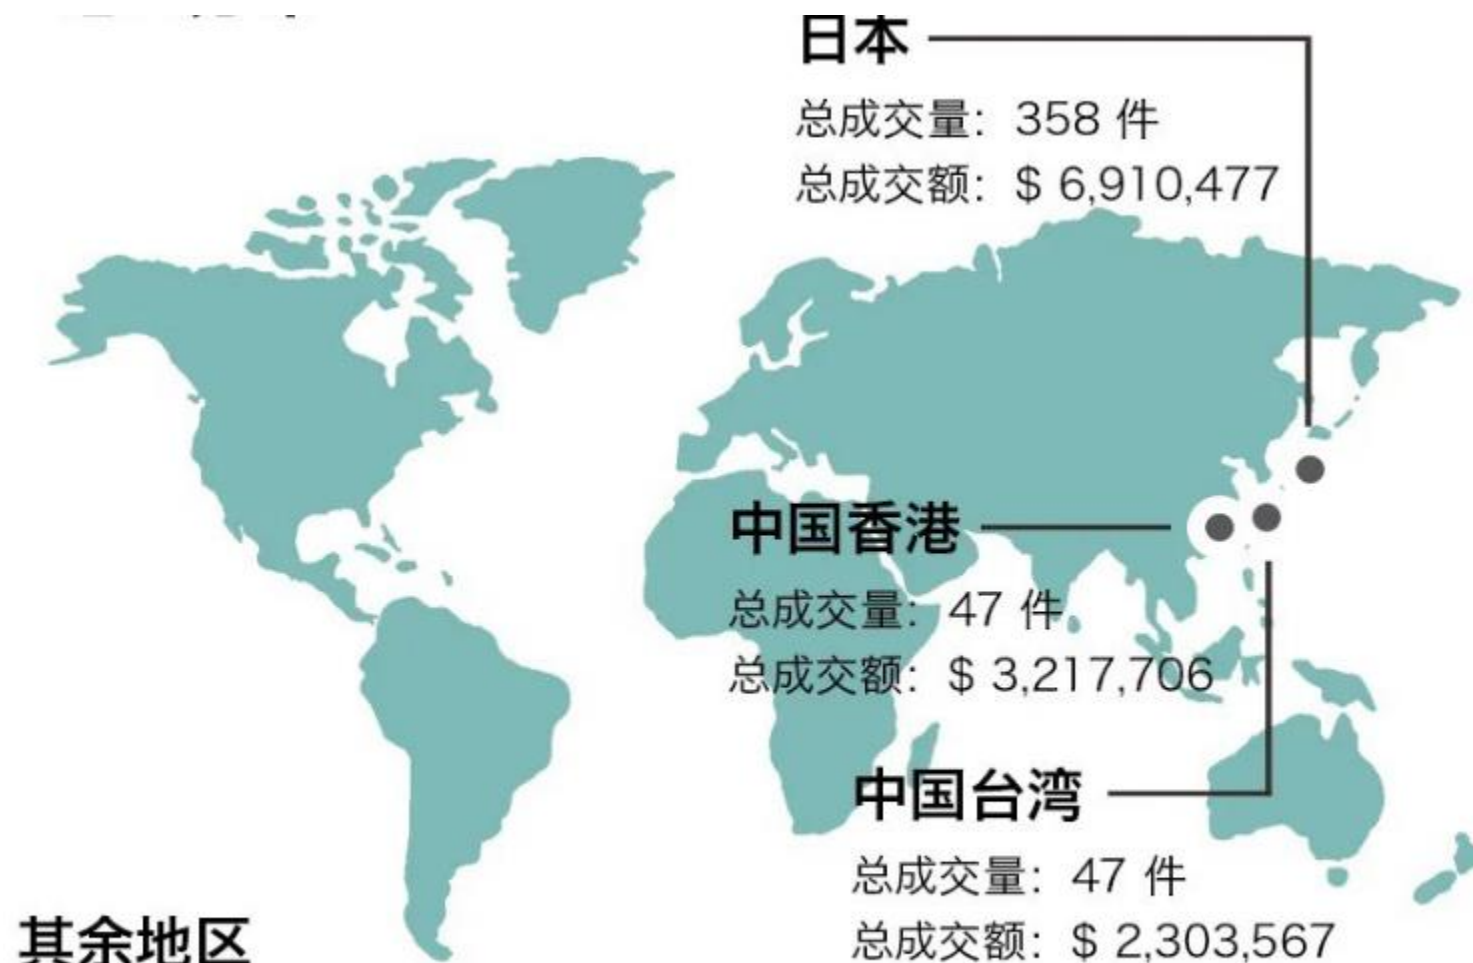 日本
总成交量：358 件
总成交额：$ 6,910,477
中国香港
总成交量：47 件
总成交额：$ 3,217,706
中国台湾
总成交量：47 件
总成交额：$ 2,303,567
其余地区